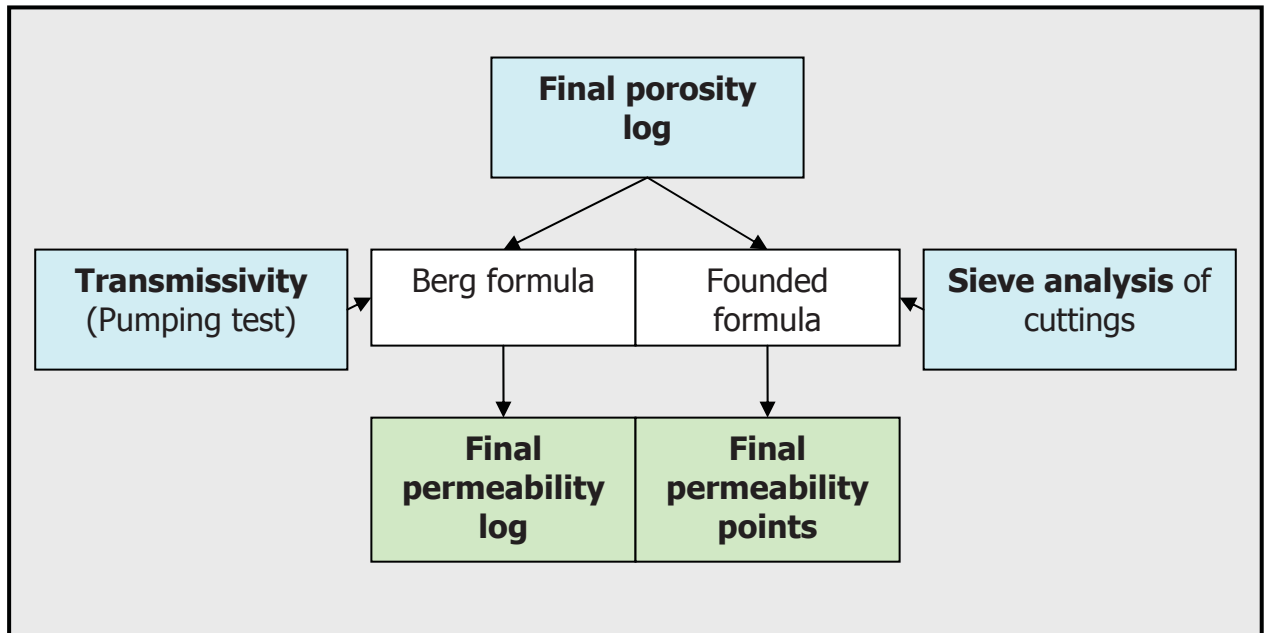 Final porosity
log
Transmissivity
(Pumping test)
Berg formula
Founded
formula
Sieve analysis of
cuttings
Final
permeability
log
Final
permeability
points